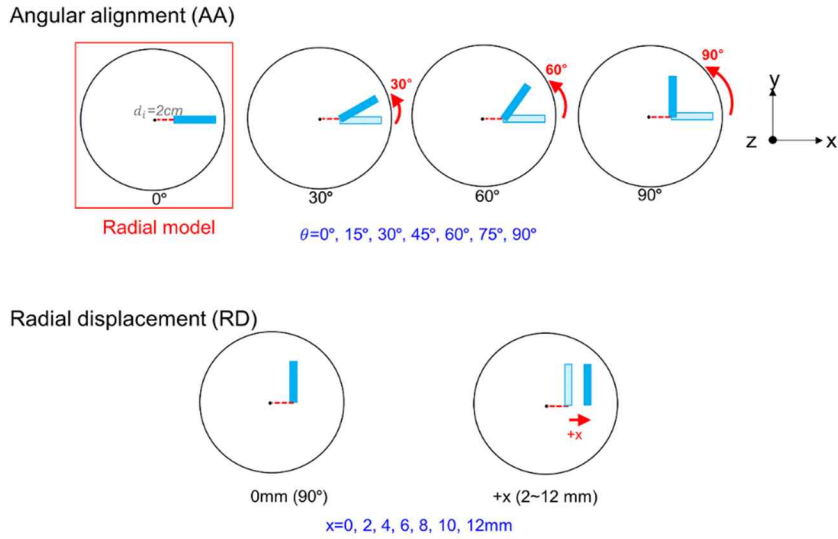 Angular alignment (AA)
dᵢ=2cm
30°
60°
90°
y
z
x
0°
30°
60°
90°
Radial model
θ=0°, 15°, 30°, 45°, 60°, 75°, 90°
Radial displacement (RD)
+x
0mm (90°)
+x (2~12 mm)
x=0, 2, 4, 6, 8, 10, 12mm